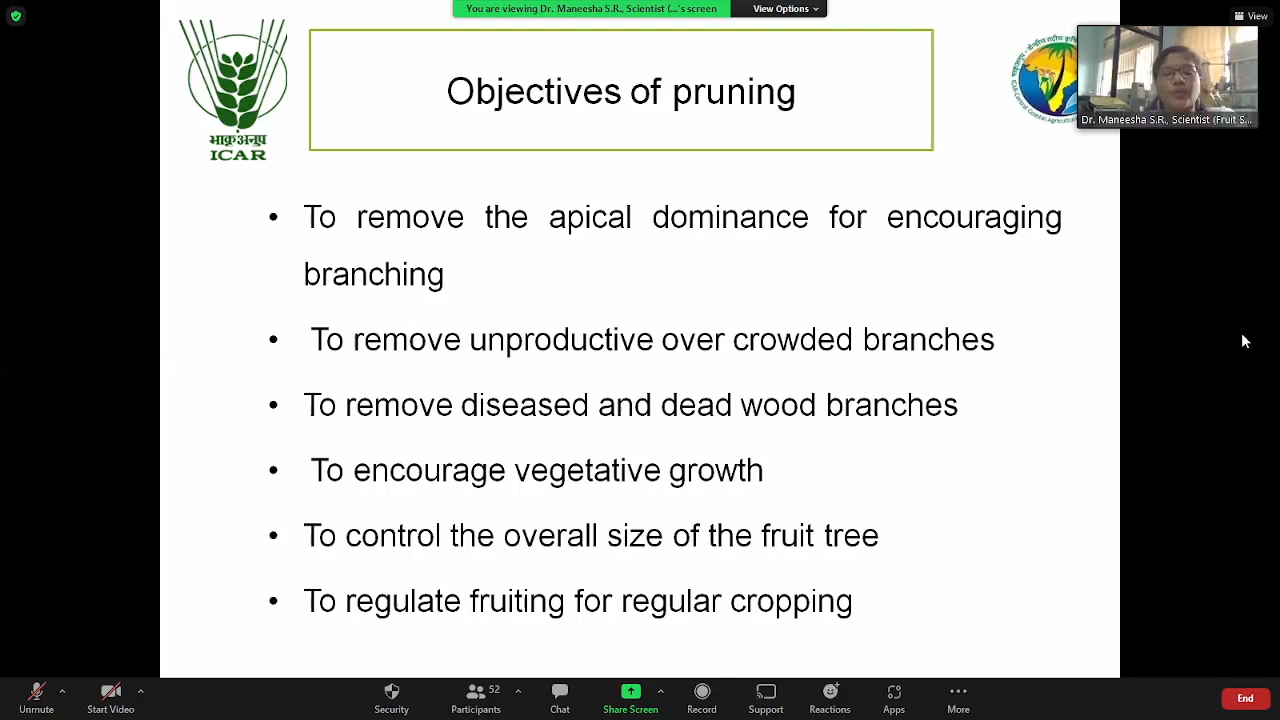 You are viewing Dr. Maneesha S.R., Scientist (...'s screen
View Options
View
Objectives of pruning
भाकृअनुप
ICAR
Dr. Maneesha S.R., Scientist (Fruit S...
• To remove the apical dominance for encouraging
branching
• To remove unproductive over crowded branches
• To remove diseased and dead wood branches
• To encourage vegetative growth
• To control the overall size of the fruit tree
• To regulate fruiting for regular cropping
Unmute
Start Video
Security
52
Participants
Chat
Share Screen
Record
Support
Reactions
Apps
More
End